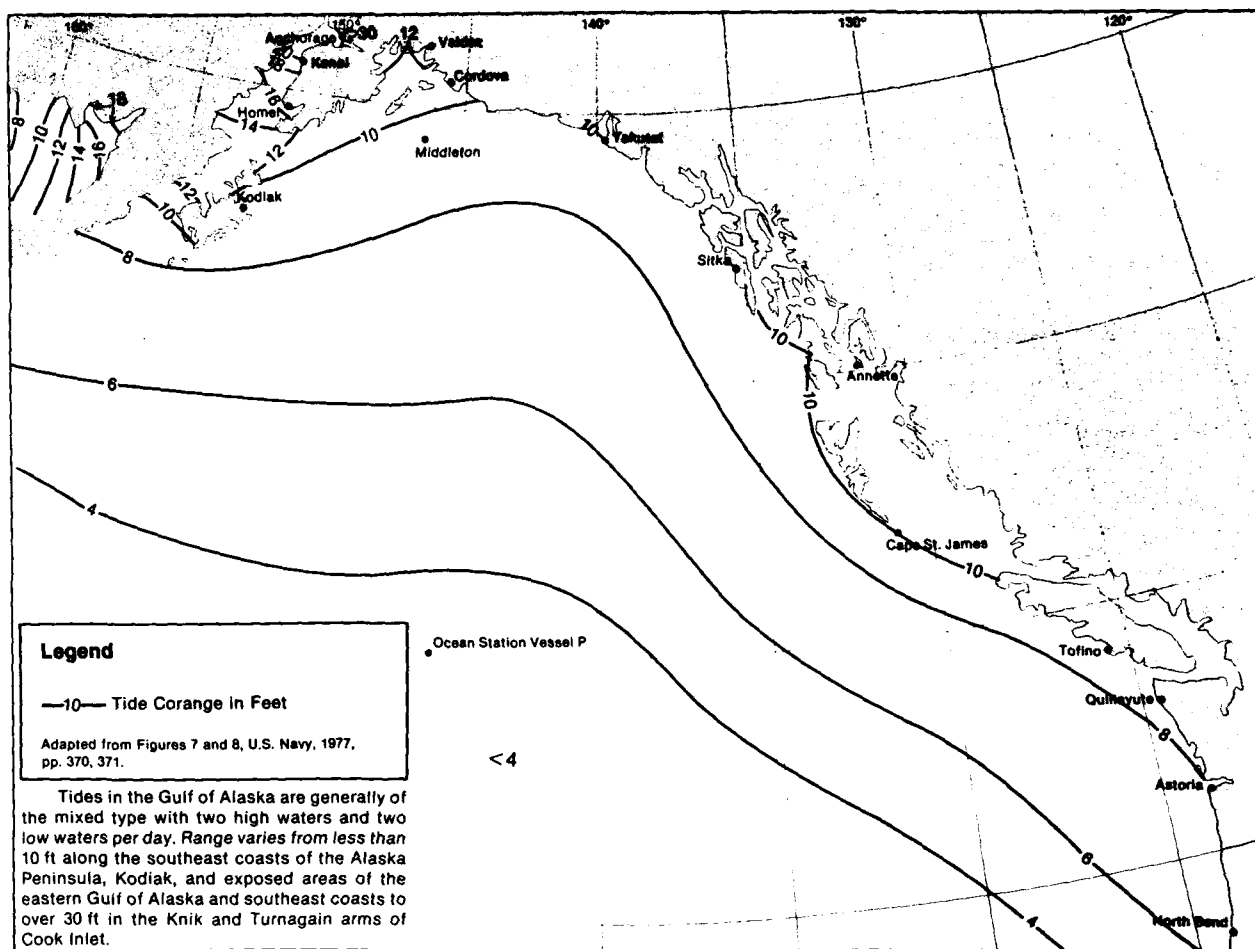 160°
150°
140°
130°
120°
Anchorage
30
12
Valdez
Kenai
Cordova
18
16
Homer
14
8
10
12
14
16
12
10
Middleton
10
Yakutat
12
10
Kodiak
8
Sitka
10
6
Annette
10
4
Cape St. James
10
Legend
Ocean Station Vessel P
Tofino
—10— Tide Corange in Feet
Quillayute
Adapted from Figures 7 and 8, U.S. Navy, 1977,
pp. 370, 371.
8
<4
Astoria
Tides in the Gulf of Alaska are generally of
the mixed type with two high waters and two
low waters per day. Range varies from less than
10 ft along the southeast coasts of the Alaska
Peninsula, Kodiak, and exposed areas of the
eastern Gulf of Alaska and southeast coasts to
over 30 ft in the Knik and Turnagain arms of
Cook Inlet.
6
4
North Bend